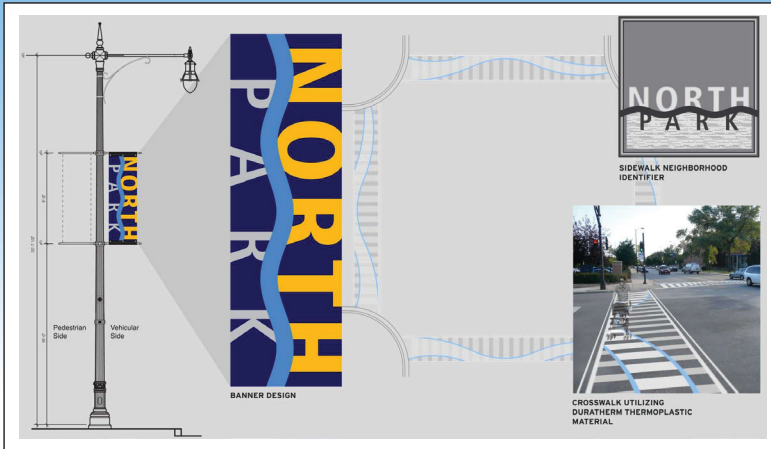 NORTH
PARK
Pedestrian
Side
Vehicular
Side
NORTH
PARK
BANNER DESIGN
NORTH
PARK
SIDEWALK NEIGHBORHOOD
IDENTIFIER
CROSSWALK UTILIZING
DURATHERM THERMOPLASTIC
MATERIAL